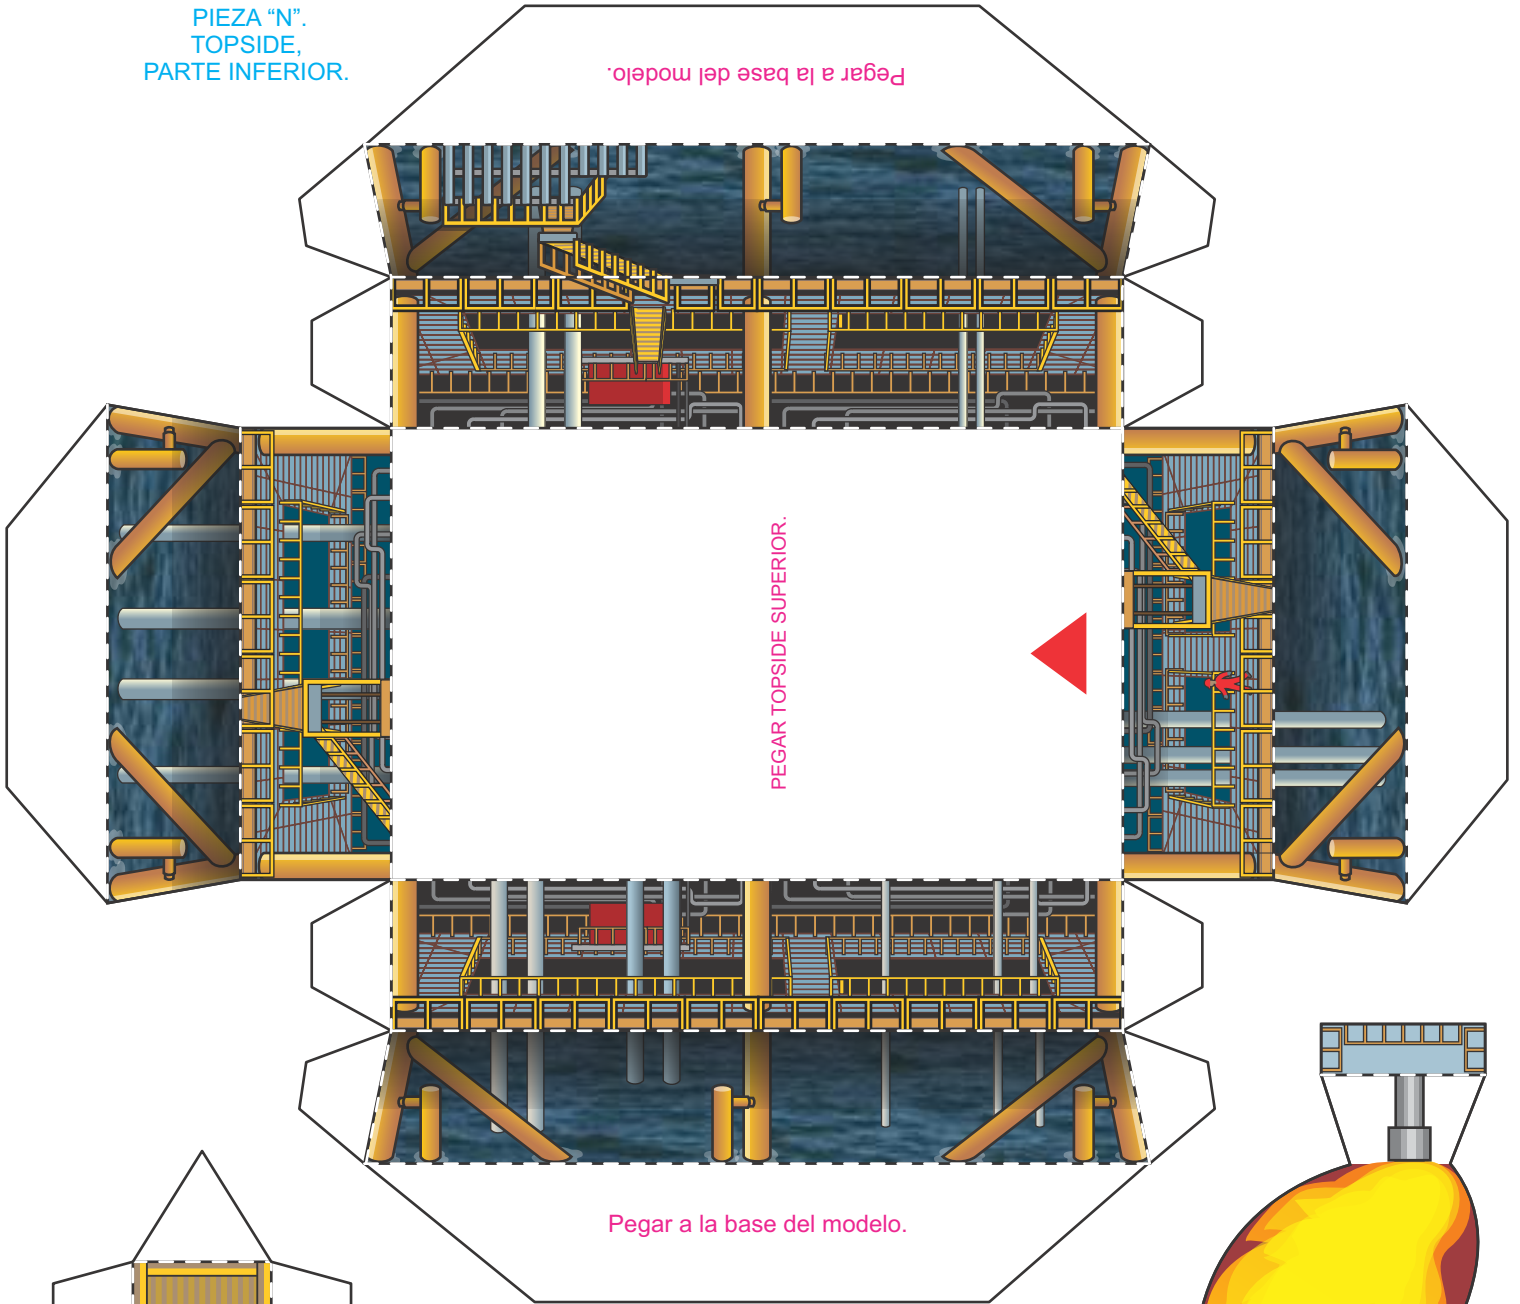 PIEZA “N”.
TOPSIDE,
PARTE INFERIOR.
Pegar a la base del modelo.
PEGAR TOPSIDE SUPERIOR.
Pegar a la base del modelo.